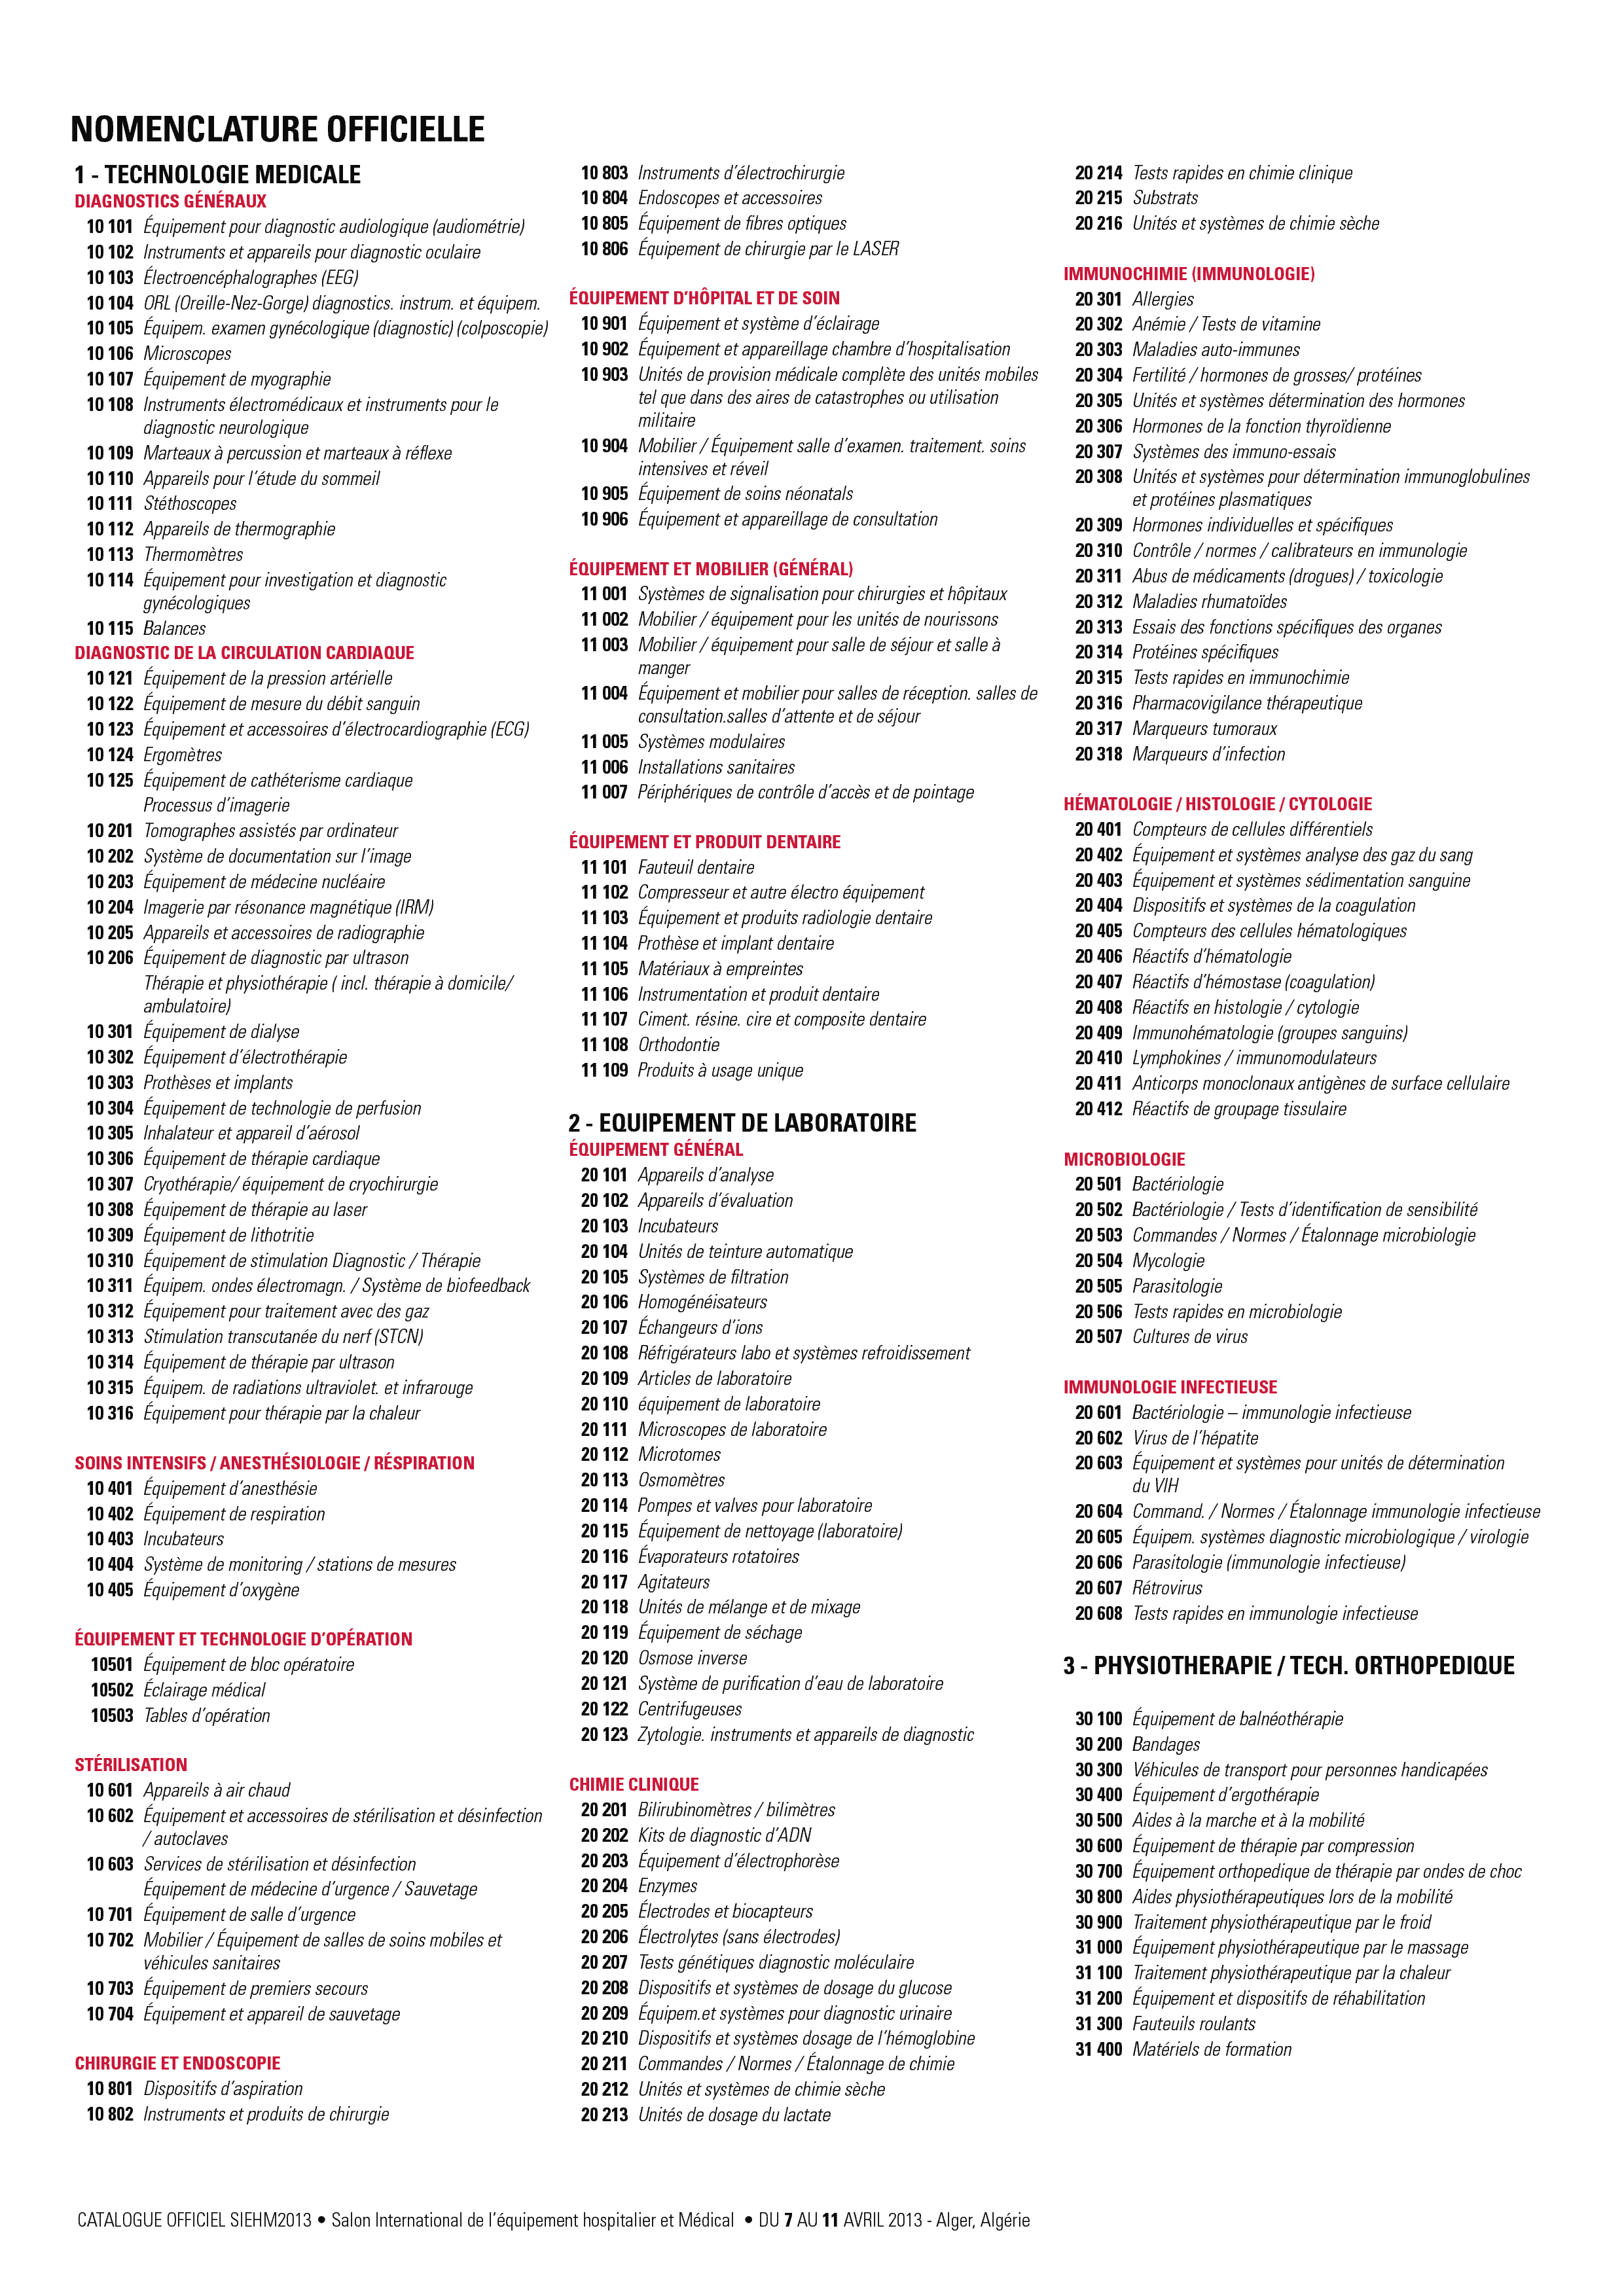 NOMENCLATURE OFFICIELLE
1 - TECHNOLOGIE MEDICALE
DIAGNOSTICS GÉNÉRAUX
10 101 Équipement pour diagnostic audiologique (audiométrie)
10 102 Instruments et appareils pour diagnostic oculaire
10 103 Électroencéphalographes (EEG)
10 104 ORL (Oreille-Nez-Gorge) diagnostics. instrum. et équipem.
10 105 Équipem. examen gynécologique (diagnostic) (colposcopie)
10 106 Microscopes
10 107 Équipement de myographie
10 108 Instruments électromédicaux et instruments pour le
diagnostic neurologique
10 109 Marteaux à percussion et marteaux à réflexe
10 110 Appareils pour l'étude du sommeil
10 111 Stéthoscopes
10 112 Appareils de thermographie
10 113 Thermomètres
10 114 Équipement pour investigation et diagnostic
gynécologiques
10 115 Balances
DIAGNOSTIC DE LA CIRCULATION CARDIAQUE
10 121 Équipement de la pression artérielle
10 122 Équipement de mesure du débit sanguin
10 123 Équipement et accessoires d'électrocardiographie (ECG)
10 124 Ergomètres
10 125 Équipement de cathéterisme cardiaque
Processus d'imagerie
10 201 Tomographes assistés par ordinateur
10 202 Système de documentation sur l'image
10 203 Équipement de médecine nucléaire
10 204 Imagerie par résonance magnétique (IRM)
10 205 Appareils et accessoires de radiographie
10 206 Équipement de diagnostic par ultrason
Thérapie et physiothérapie ( incl. thérapie à domicile/
ambulatoire)
10 301 Équipement de dialyse
10 302 Équipement d'électrothérapie
10 303 Prothèses et implants
10 304 Équipement de technologie de perfusion
10 305 Inhalateur et appareil d'aérosol
10 306 Équipement de thérapie cardiaque
10 307 Cryothérapie/ équipement de cryochirurgie
10 308 Équipement de thérapie au laser
10 309 Équipement de lithotritie
10 310 Équipement de stimulation Diagnostic / Thérapie
10 311 Équipem. ondes électromagn. / Système de biofeedback
10 312 Équipement pour traitement avec des gaz
10 313 Stimulation transcutanée du nerf (STCN)
10 314 Équipement de thérapie par ultrason
10 315 Équipem. de radiations ultraviolet. et infrarouge
10 316 Équipement pour thérapie par la chaleur
SOINS INTENSIFS / ANESTHÉSIOLOGIE / RÉSPIRATION
10 401 Équipement d'anesthésie
10 402 Équipement de respiration
10 403 Incubateurs
10 404 Système de monitoring / stations de mesures
10 405 Équipement d'oxygène
ÉQUIPEMENT ET TECHNOLOGIE D'OPÉRATION
10501 Équipement de bloc opératoire
10502 Éclairage médical
10503 Tables d'opération
STÉRILISATION
10 601 Appareils à air chaud
10 602 Équipement et accessoires de stérilisation et désinfection
/ autoclaves
10 603 Services de stérilisation et désinfection
Équipement de médecine d'urgence / Sauvetage
10 701 Équipement de salle d'urgence
10 702 Mobilier / Équipement de salles de soins mobiles et
véhicules sanitaires
10 703 Équipement de premiers secours
10 704 Équipement et appareil de sauvetage
CHIRURGIE ET ENDOSCOPIE
10 801 Dispositifs d'aspiration
10 802 Instruments et produits de chirurgie
10 803 Instruments d'électrochirurgie
10 804 Endoscopes et accessoires
10 805 Équipement de fibres optiques
10 806 Équipement de chirurgie par le LASER
ÉQUIPEMENT D'HÔPITAL ET DE SOIN
10 901 Équipement et système d'éclairage
10 902 Équipement et appareillage chambre d'hospitalisation
10 903 Unités de provision médicale complète des unités mobiles
tel que dans des aires de catastrophes ou utilisation
militaire
10 904 Mobilier / Équipement salle d'examen. traitement. soins
intensives et réveil
10 905 Équipement de soins néonatals
10 906 Équipement et appareillage de consultation
ÉQUIPEMENT ET MOBILIER (GÉNÉRAL)
11 001 Systèmes de signalisation pour chirurgies et hôpitaux
11 002 Mobilier / équipement pour les unités de nourissons
11 003 Mobilier / équipement pour salle de séjour et salle à
manger
11 004 Équipement et mobilier pour salles de réception. salles de
consultation.salles d'attente et de séjour
11 005 Systèmes modulaires
11 006 Installations sanitaires
11 007 Périphériques de contrôle d'accès et de pointage
ÉQUIPEMENT ET PRODUIT DENTAIRE
11 101 Fauteuil dentaire
11 102 Compresseur et autre électro équipement
11 103 Équipement et produits radiologie dentaire
11 104 Prothèse et implant dentaire
11 105 Matériaux à empreintes
11 106 Instrumentation et produit dentaire
11 107 Ciment. résine. cire et composite dentaire
11 108 Orthodontie
11 109 Produits à usage unique
2 - EQUIPEMENT DE LABORATOIRE
ÉQUIPEMENT GÉNÉRAL
20 101 Appareils d'analyse
20 102 Appareils d'évaluation
20 103 Incubateurs
20 104 Unités de teinture automatique
20 105 Systèmes de filtration
20 106 Homogénéisateurs
20 107 Échangeurs d'ions
20 108 Réfrigérateurs labo et systèmes refroidissement
20 109 Articles de laboratoire
20 110 équipement de laboratoire
20 111 Microscopes de laboratoire
20 112 Microtomes
20 113 Osmomètres
20 114 Pompes et valves pour laboratoire
20 115 Équipement de nettoyage (laboratoire)
20 116 Évaporateurs rotatoires
20 117 Agitateurs
20 118 Unités de mélange et de mixage
20 119 Équipement de séchage
20 120 Osmose inverse
20 121 Système de purification d'eau de laboratoire
20 122 Centrifugeuses
20 123 Zytologie. instruments et appareils de diagnostic
CHIMIE CLINIQUE
20 201 Bilirubinomètres / bilimètres
20 202 Kits de diagnostic d'ADN
20 203 Équipement d'électrophorèse
20 204 Enzymes
20 205 Électrodes et biocapteurs
20 206 Électrolytes (sans électrodes)
20 207 Tests génétiques diagnostic moléculaire
20 208 Dispositifs et systèmes de dosage du glucose
20 209 Équipem.et systèmes pour diagnostic urinaire
20 210 Dispositifs et systèmes dosage de l'hémoglobine
20 211 Commandes / Normes / Étalonnage de chimie
20 212 Unités et systèmes de chimie sèche
20 213 Unités de dosage du lactate
20 214 Tests rapides en chimie clinique
20 215 Substrats
20 216 Unités et systèmes de chimie sèche
IMMUNOCHIMIE (IMMUNOLOGIE)
20 301 Allergies
20 302 Anémie / Tests de vitamine
20 303 Maladies auto-immunes
20 304 Fertilité / hormones de grosses/ protéines
20 305 Unités et systèmes détermination des hormones
20 306 Hormones de la fonction thyroïdienne
20 307 Systèmes des immuno-essais
20 308 Unités et systèmes pour détermination immunoglobulines
et protéines plasmatiques
20 309 Hormones individuelles et spécifiques
20 310 Contrôle / normes / calibrateurs en immunologie
20 311 Abus de médicaments (drogues) / toxicologie
20 312 Maladies rhumatoïdes
20 313 Essais des fonctions spécifiques des organes
20 314 Protéines spécifiques
20 315 Tests rapides en immunochimie
20 316 Pharmacovigilance thérapeutique
20 317 Marqueurs tumoraux
20 318 Marqueurs d'infection
HÉMATOLOGIE / HISTOLOGIE / CYTOLOGIE
20 401 Compteurs de cellules différentiels
20 402 Équipement et systèmes analyse des gaz du sang
20 403 Équipement et systèmes sédimentation sanguine
20 404 Dispositifs et systèmes de la coagulation
20 405 Compteurs des cellules hématologiques
20 406 Réactifs d'hématologie
20 407 Réactifs d'hémostase (coagulation)
20 408 Réactifs en histologie / cytologie
20 409 Immunohématologie (groupes sanguins)
20 410 Lymphokines / immunomodulateurs
20 411 Anticorps monoclonaux antigènes de surface cellulaire
20 412 Réactifs de groupage tissulaire
MICROBIOLOGIE
20 501 Bactériologie
20 502 Bactériologie / Tests d'identification de sensibilité
20 503 Commandes / Normes / Étalonnage microbiologie
20 504 Mycologie
20 505 Parasitologie
20 506 Tests rapides en microbiologie
20 507 Cultures de virus
IMMUNOLOGIE INFECTIEUSE
20 601 Bactériologie – immunologie infectieuse
20 602 Virus de l'hépatite
20 603 Équipement et systèmes pour unités de détermination
du VIH
20 604 Command. / Normes / Étalonnage immunologie infectieuse
20 605 Équipem. systèmes diagnostic microbiologique / virologie
20 606 Parasitologie (immunologie infectieuse)
20 607 Rétrovirus
20 608 Tests rapides en immunologie infectieuse
3 - PHYSIOTHERAPIE / TECH. ORTHOPEDIQUE
30 100 Équipement de balnéothérapie
30 200 Bandages
30 300 Véhicules de transport pour personnes handicapées
30 400 Équipement d'ergothérapie
30 500 Aides à la marche et à la mobilité
30 600 Équipement de thérapie par compression
30 700 Équipement orthopedique de thérapie par ondes de choc
30 800 Aides physiothérapeutiques lors de la mobilité
30 900 Traitement physiothérapeutique par le froid
31 000 Équipement physiothérapeutique par le massage
31 100 Traitement physiothérapeutique par la chaleur
31 200 Équipement et dispositifs de réhabilitation
31 300 Fauteuils roulants
31 400 Matériels de formation
CATALOGUE OFFICIEL SIEHM2013 • Salon International de l'équipement hospitalier et Médical • DU 7 AU 11 AVRIL 2013 - Alger, Algérie